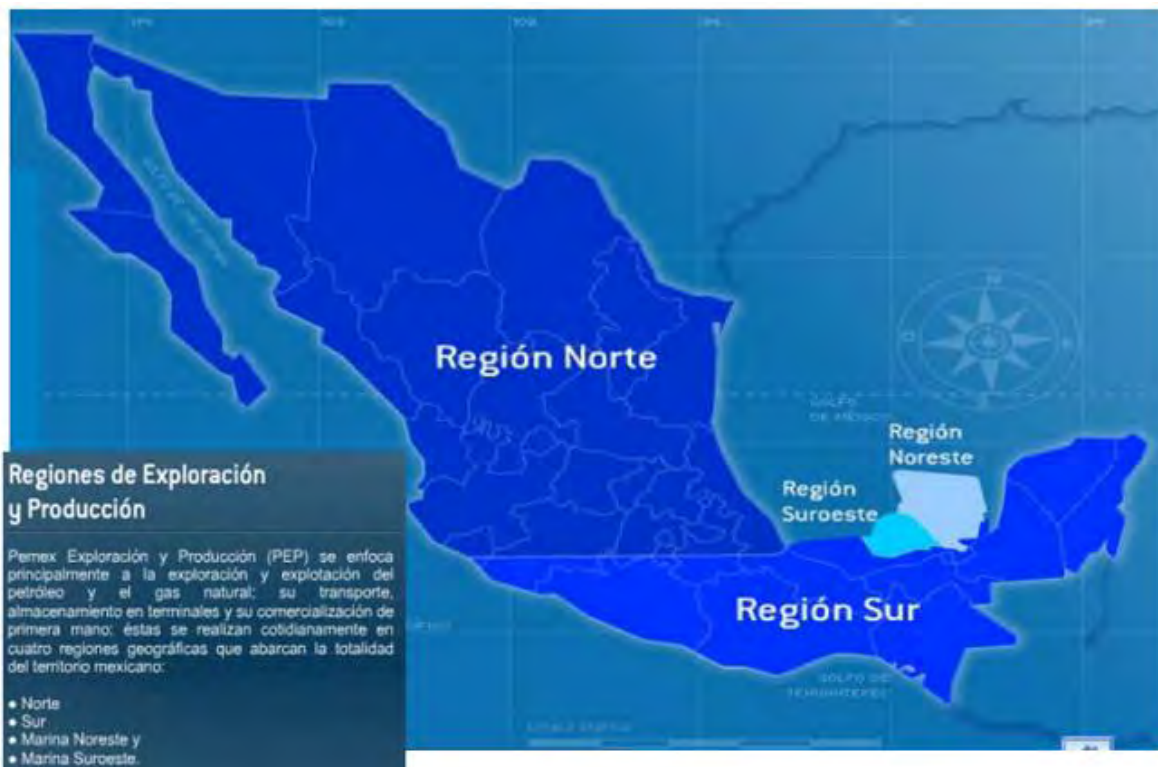 Región Norte
GOLFO
DE MÉXICO
Región
Noreste
Región
Suroeste
Región Sur
GOLFO DE
TEHUANTEPEC
Regiones de Exploración
y Producción
Pemex Exploración y Producción (PEP) se enfoca
principalmente a la exploración y explotación del
petróleo y el gas natural; su transporte,
almacenamiento en terminales y su comercialización de
primera mano; éstas se realizan cotidianamente en
cuatro regiones geográficas que abarcan la totalidad
del territorio mexicano:
● Norte
● Sur
● Marina Noreste y
● Marina Suroeste.